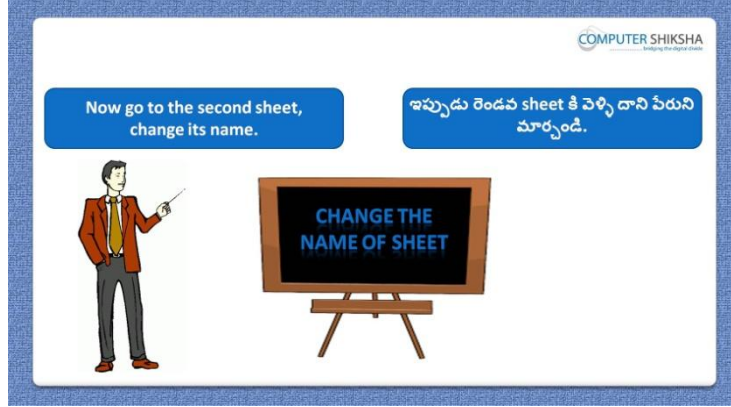 COMPUTER SHIKSHA
bridging the digital divide
Now go to the second sheet,
change its name.
ఇప్పుడు రెండవ sheet కి వెళ్ళి దాని పేరుని
మార్చండి.
CHANGE THE
NAME OF SHEET